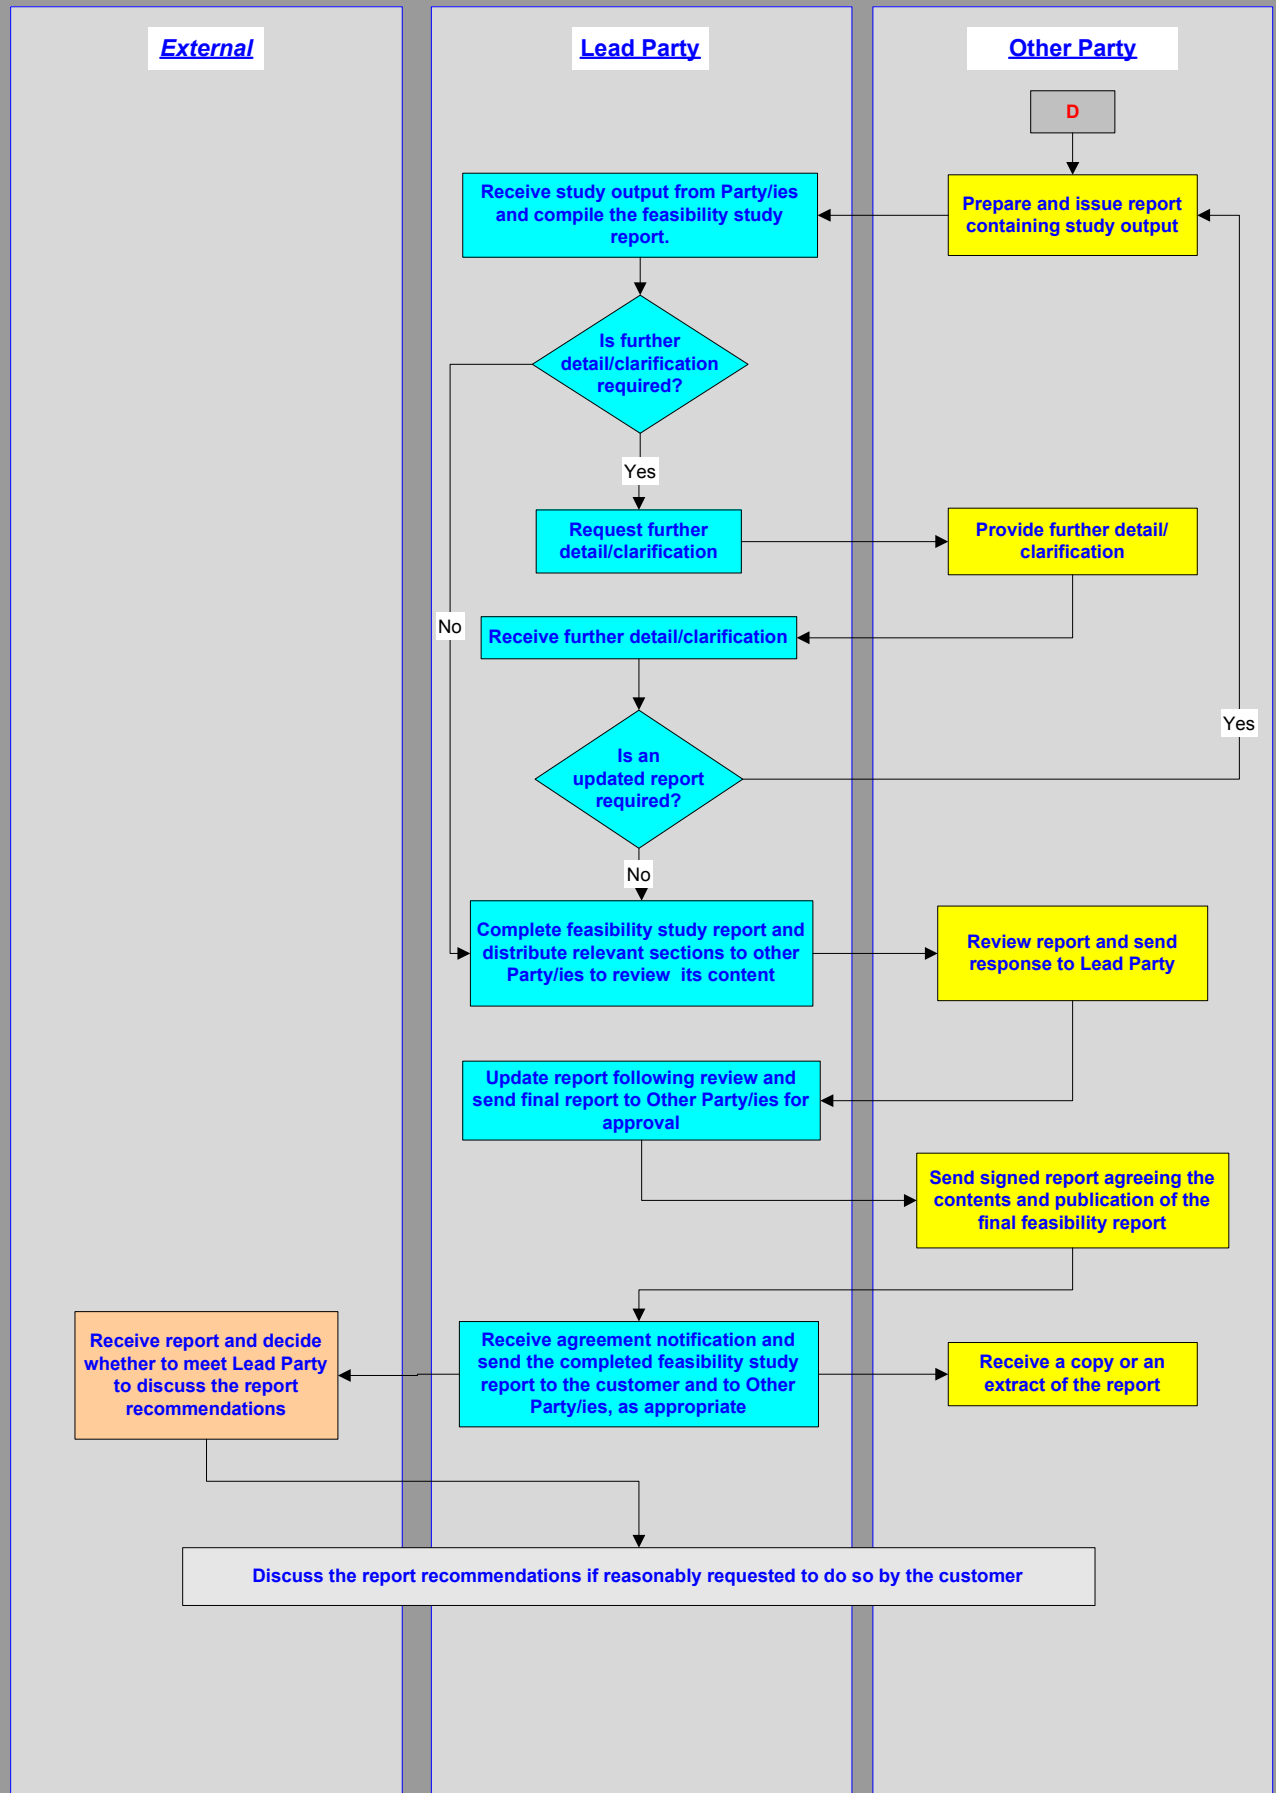 External
Lead Party
Other Party
D
Receive study output from Party/ies
and compile the feasibility study
report.
Prepare and issue report
containing study output
Is further
detail/clarification
required?
Yes
Request further
detail/clarification
Provide further detail/
clarification
No
Receive further detail/clarification
Yes
Is an
updated report
required?
No
Complete feasibility study report and
distribute relevant sections to other
Party/ies to review  its content
Review report and send
response to Lead Party
Update report following review and
send final report to Other Party/ies for
approval
Send signed report agreeing the
contents and publication of the
final feasibility report
Receive report and decide
whether to meet Lead Party
to discuss the report
recommendations
Receive agreement notification and
send the completed feasibility study
report to the customer and to Other
Party/ies, as appropriate
Receive a copy or an
extract of the report
Discuss the report recommendations if reasonably requested to do so by the customer